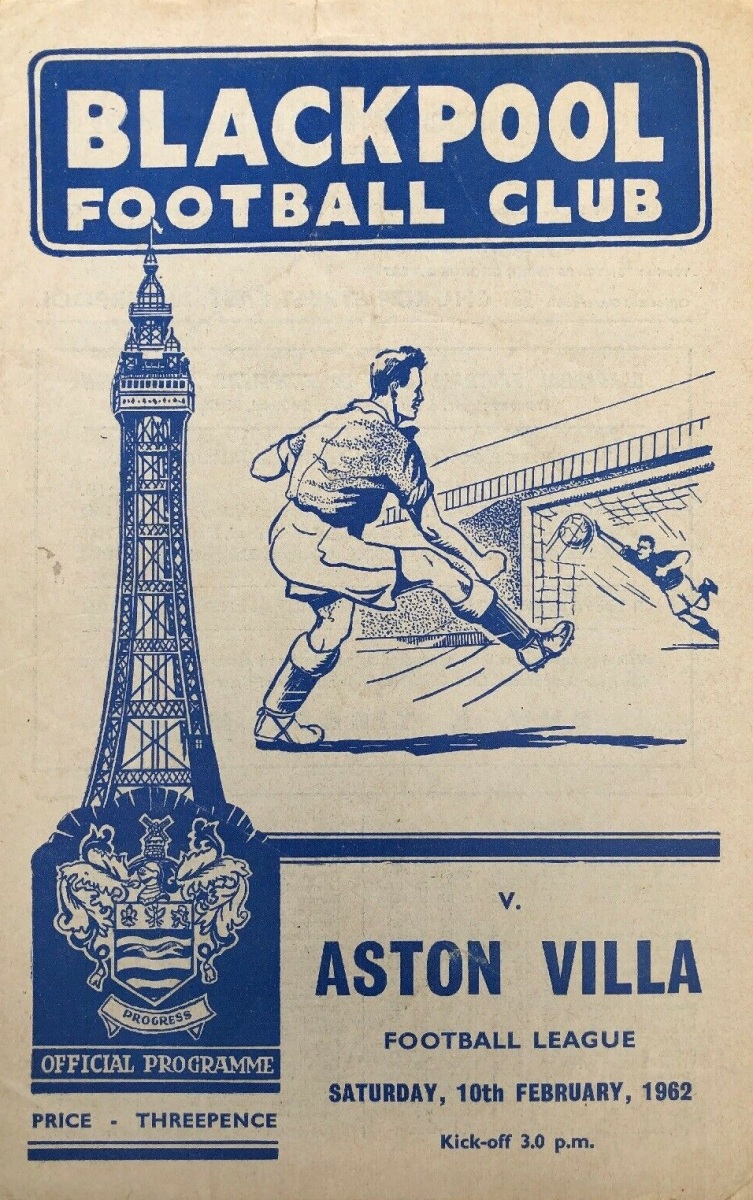 BLACKPOOL
FOOTBALL CLUB
V.
ASTON VILLA
FOOTBALL LEAGUE
SATURDAY, 10th FEBRUARY, 1962
Kick-off 3.0 p.m.
PROGRESS
OFFICIAL PROGRAMME
PRICE - THREEPENCE